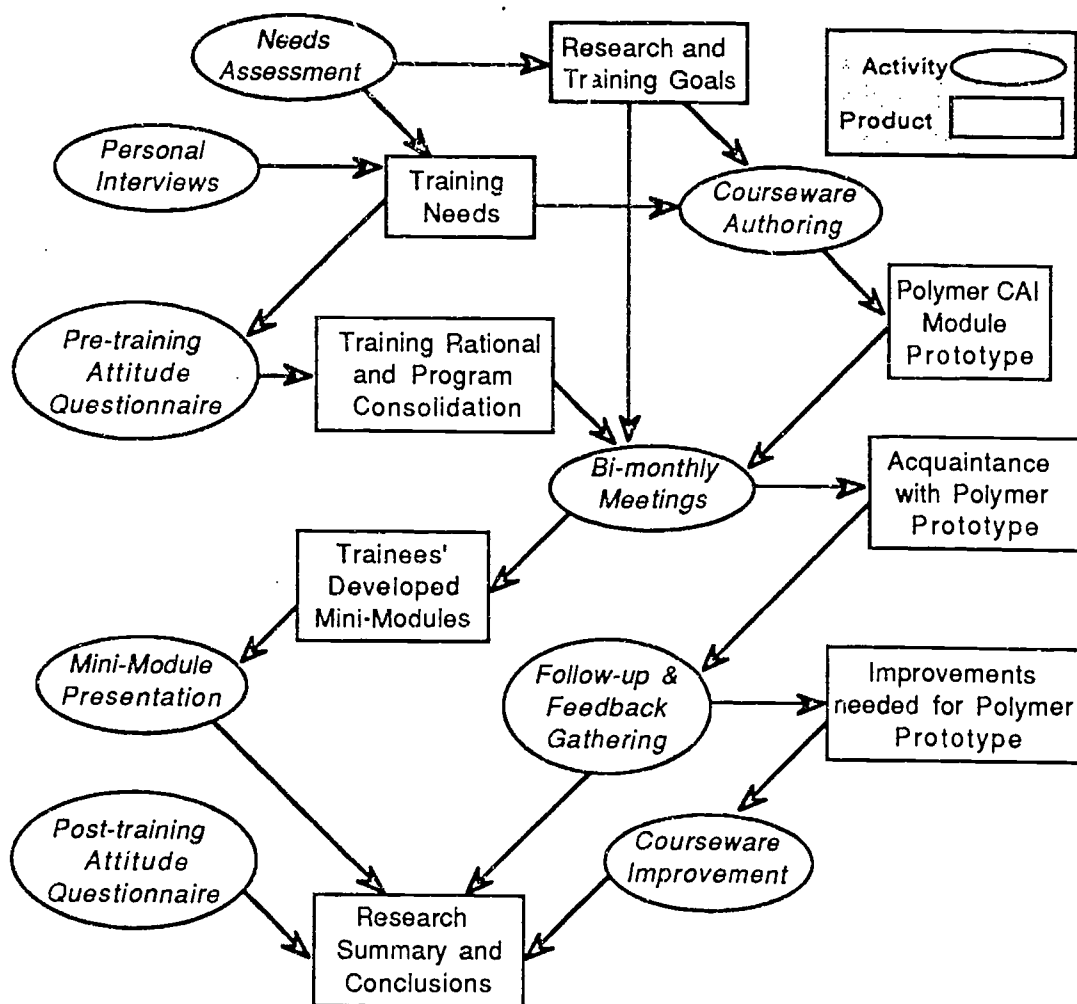 Needs
Assessment
Research and
Training Goals
Activity
Product
Personal
Interviews
Training
Needs
Courseware
Authoring
Polymer CAI
Module
Prototype
Pre-training
Attitude
Questionnaire
Training Rational
and Program
Consolidation
Bi-monthly
Meetings
Acquaintance
with Polymer
Prototype
Trainees'
Developed
Mini-Modules
Mini-Module
Presentation
Follow-up &
Feedback
Gathering
Improvements
needed for Polymer
Prototype
Post-training
Attitude
Questionnaire
Courseware
Improvement
Research
Summary and
Conclusions